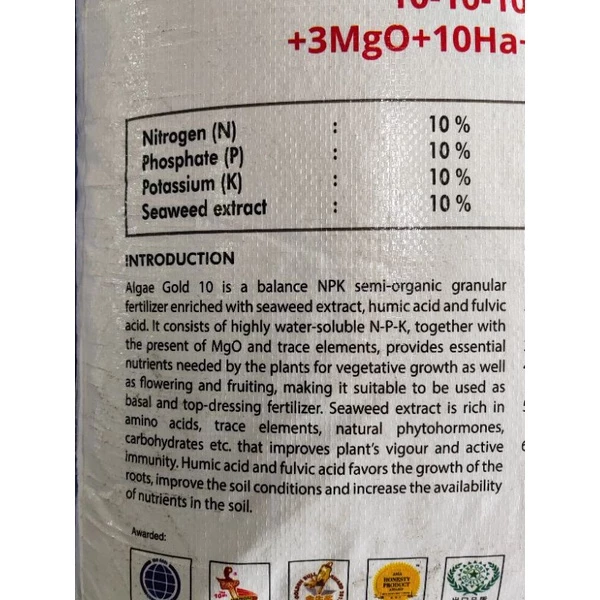 10-10-10
+3MgO+10Ha+
Nitrogen (N) : 10 %
Phosphate (P) : 10 %
Potassium (K) : 10 %
Seaweed extract : 10 %
INTRODUCTION
Algae Gold 10 is a balance NPK semi-organic granular
fertilizer enriched with seaweed extract, humic acid and fulvic
acid. It consists of highly water-soluble N-P-K, together with
the present of MgO and trace elements, provides essential
nutrients needed by the plants for vegetative growth as well
as flowering and fruiting, making it suitable to be used as
basal and top-dressing fertilizer. Seaweed extract is rich in
amino acids, trace elements, natural phytohormones,
carbohydrates etc. that improves plant's vigour and active
immunity. Humic acid and fulvic acid favors the growth of the
roots, improve the soil conditions and increase the availability
of nutrients in the soil.
Awarded:
HONESTY
PRODUCT